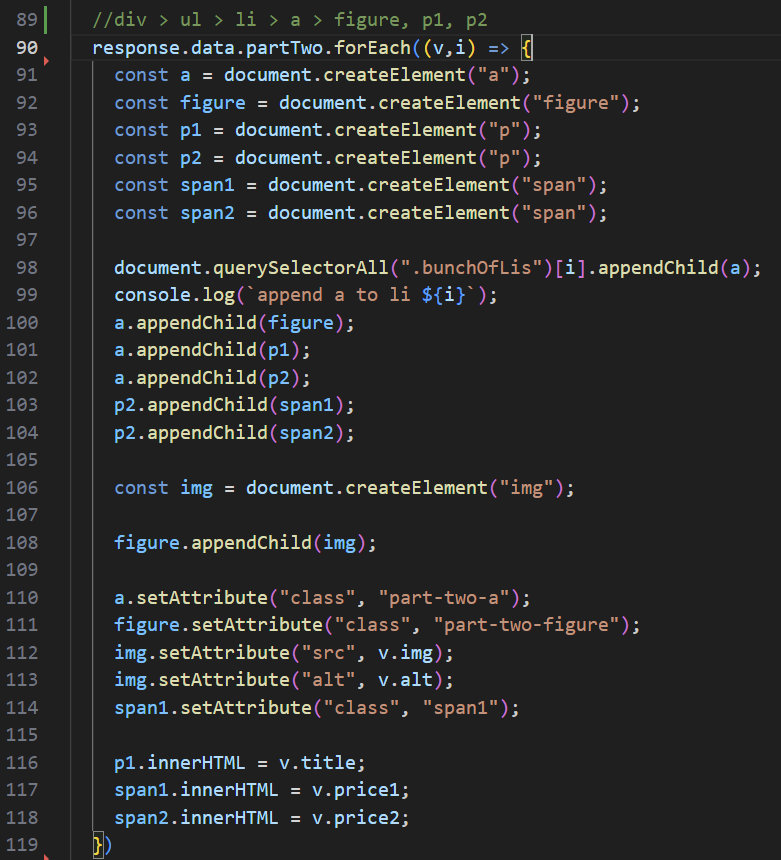 89 //div > ul > li > a > figure, p1, p2
90 response.data.partTwo.forEach((v,i) => {
91 const a = document.createElement("a");
92 const figure = document.createElement("figure");
93 const p1 = document.createElement("p");
94 const p2 = document.createElement("p");
95 const span1 = document.createElement("span");
96 const span2 = document.createElement("span");
97
98 document.querySelectorAll(".bunchOfLis")[i].appendChild(a);
99 console.log(`append a to li ${i}`);
100 a.appendChild(figure);
101 a.appendChild(p1);
102 a.appendChild(p2);
103 p2.appendChild(span1);
104 p2.appendChild(span2);
105
106 const img = document.createElement("img");
107
108 figure.appendChild(img);
109
110 a.setAttribute("class", "part-two-a");
111 figure.setAttribute("class", "part-two-figure");
112 img.setAttribute("src", v.img);
113 img.setAttribute("alt", v.alt);
114 span1.setAttribute("class", "span1");
115
116 p1.innerHTML = v.title;
117 span1.innerHTML = v.price1;
118 span2.innerHTML = v.price2;
119 })